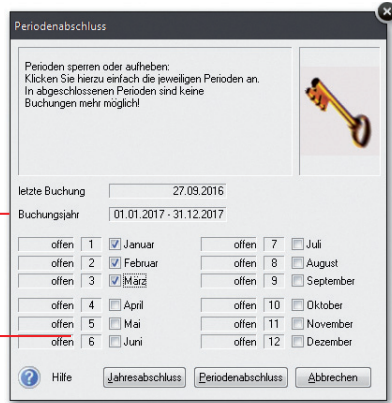 Periodenabschluss
Perioden sperren oder aufheben:
Klicken Sie hierzu einfach die jeweiligen Perioden an.
In abgeschlossenen Perioden sind keine
Buchungen mehr möglich!
letzte Buchung 27.09.2016
Buchungsjahr 01.01.2017 - 31.12.2017
offen 1 Januar offen 7 Juli
offen 2 Februar offen 8 August
offen 3 März offen 9 September
offen 4 April offen 10 Oktober
offen 5 Mai offen 11 November
offen 6 Juni offen 12 Dezember
? Hilfe Jahresabschluss Periodenabschluss Abbrechen